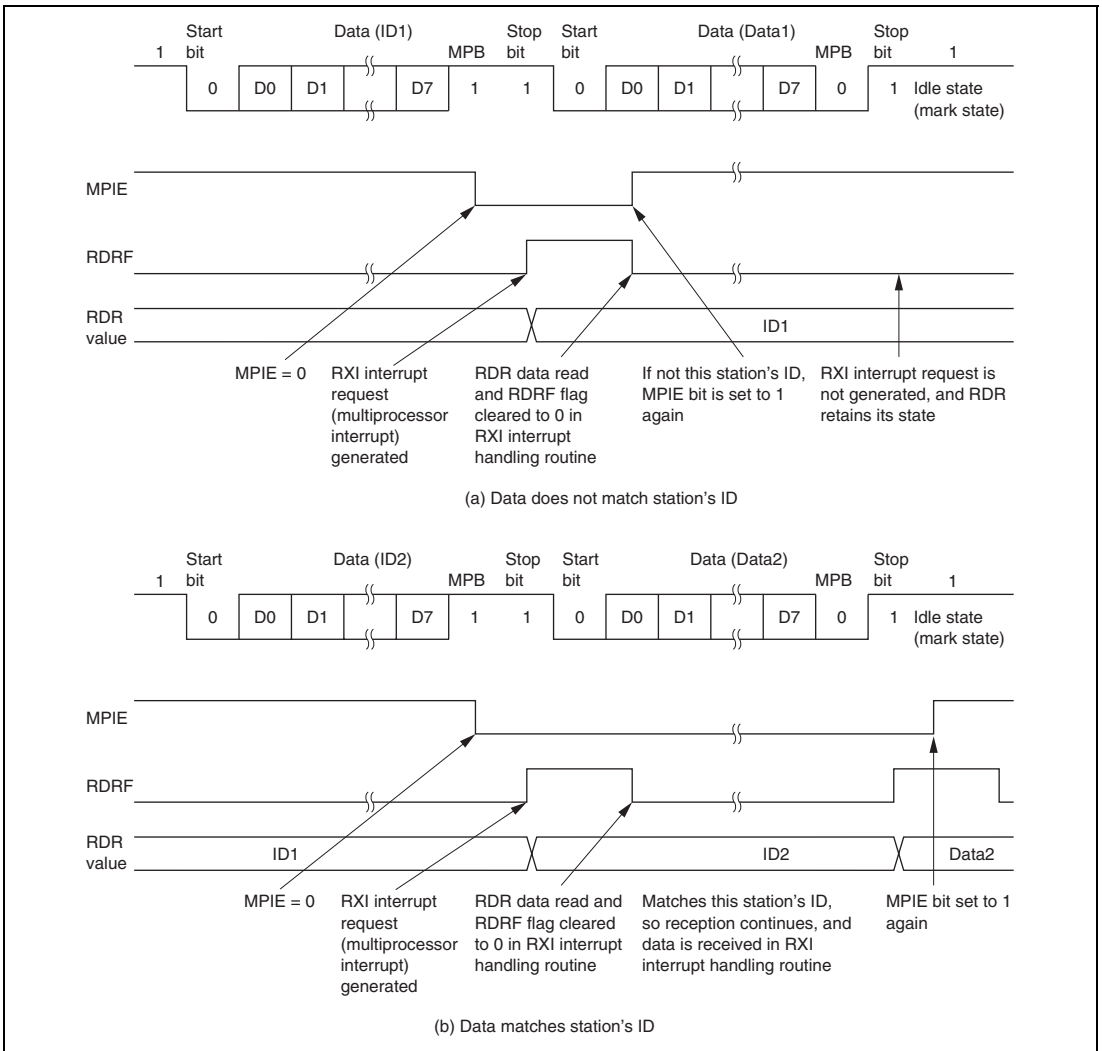 Start Data (ID1) Stop Start Data (Data1) Stop
1 bit MPB bit bit MPB bit 1
0 D0 D1 D7 1 1 0 D0 D1 D7 0 1 Idle state
(mark state)
MPIE
RDRF
RDR
value
ID1
MPIE = 0
RXI interrupt
request
(multiprocessor
interrupt)
generated
RDR data read
and RDRF flag
cleared to 0 in
RXI interrupt
handling routine
If not this station's ID,
MPIE bit is set to 1
again
RXI interrupt request is
not generated, and RDR
retains its state
(a) Data does not match station's ID
Start Data (ID2) Stop Start Data (Data2) Stop
1 bit MPB bit bit MPB bit 1
0 D0 D1 D7 1 1 0 D0 D1 D7 0 1 Idle state
(mark state)
MPIE
RDRF
RDR
value
ID1 ID2 Data2
MPIE = 0
RXI interrupt
request
(multiprocessor
interrupt)
generated
RDR data read and
RDRF flag cleared
to 0 in RXI interrupt
handling routine
Matches this station's ID,
so reception continues, and
data is received in RXI
interrupt handling routine
MPIE bit set to 1
again
(b) Data matches station's ID